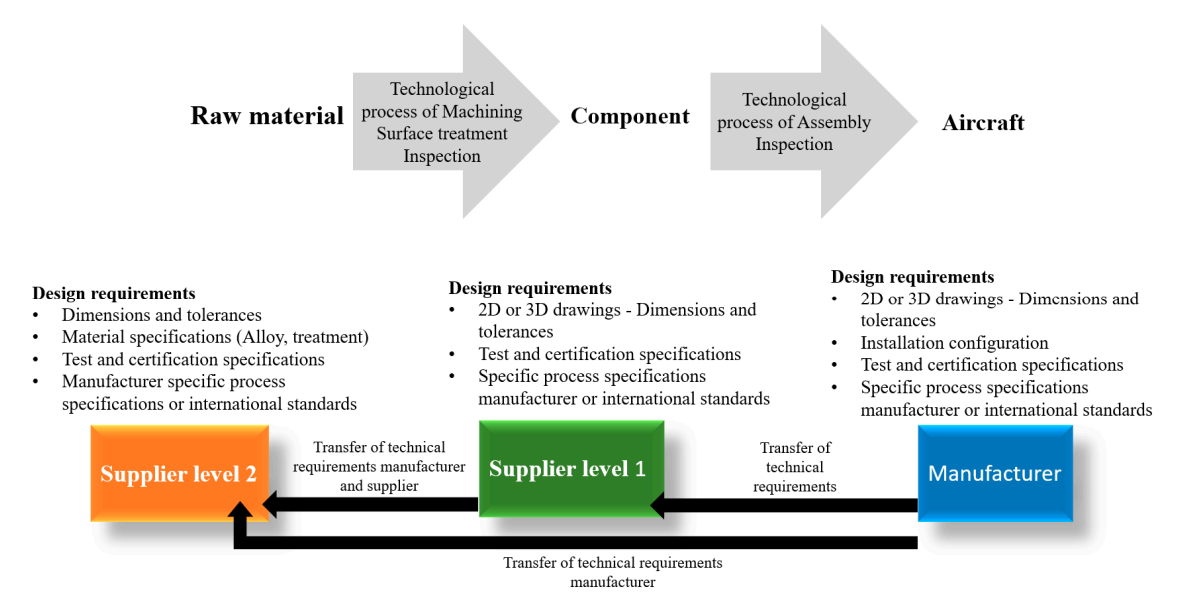 Raw material
Technological
process of Machining
Surface treatment
Inspection
Component
Technological
process of Assembly
Inspection
Aircraft
Design requirements
• Dimensions and tolerances
• Material specifications (Alloy, treatment)
• Test and certification specifications
• Manufacturer specific process
specifications or international standards
Design requirements
• 2D or 3D drawings - Dimensions and
tolerances
• Test and certification specifications
• Specific process specifications
manufacturer or international standards
Design requirements
• 2D or 3D drawings - Dimensions and
tolerances
• Installation configuration
• Test and certification specifications
• Specific process specifications
manufacturer or international standards
Supplier level 2
Transfer of technical
requirements manufacturer
and supplier
Supplier level 1
Transfer of
technical
requirements
Manufacturer
Transfer of technical requirements
manufacturer